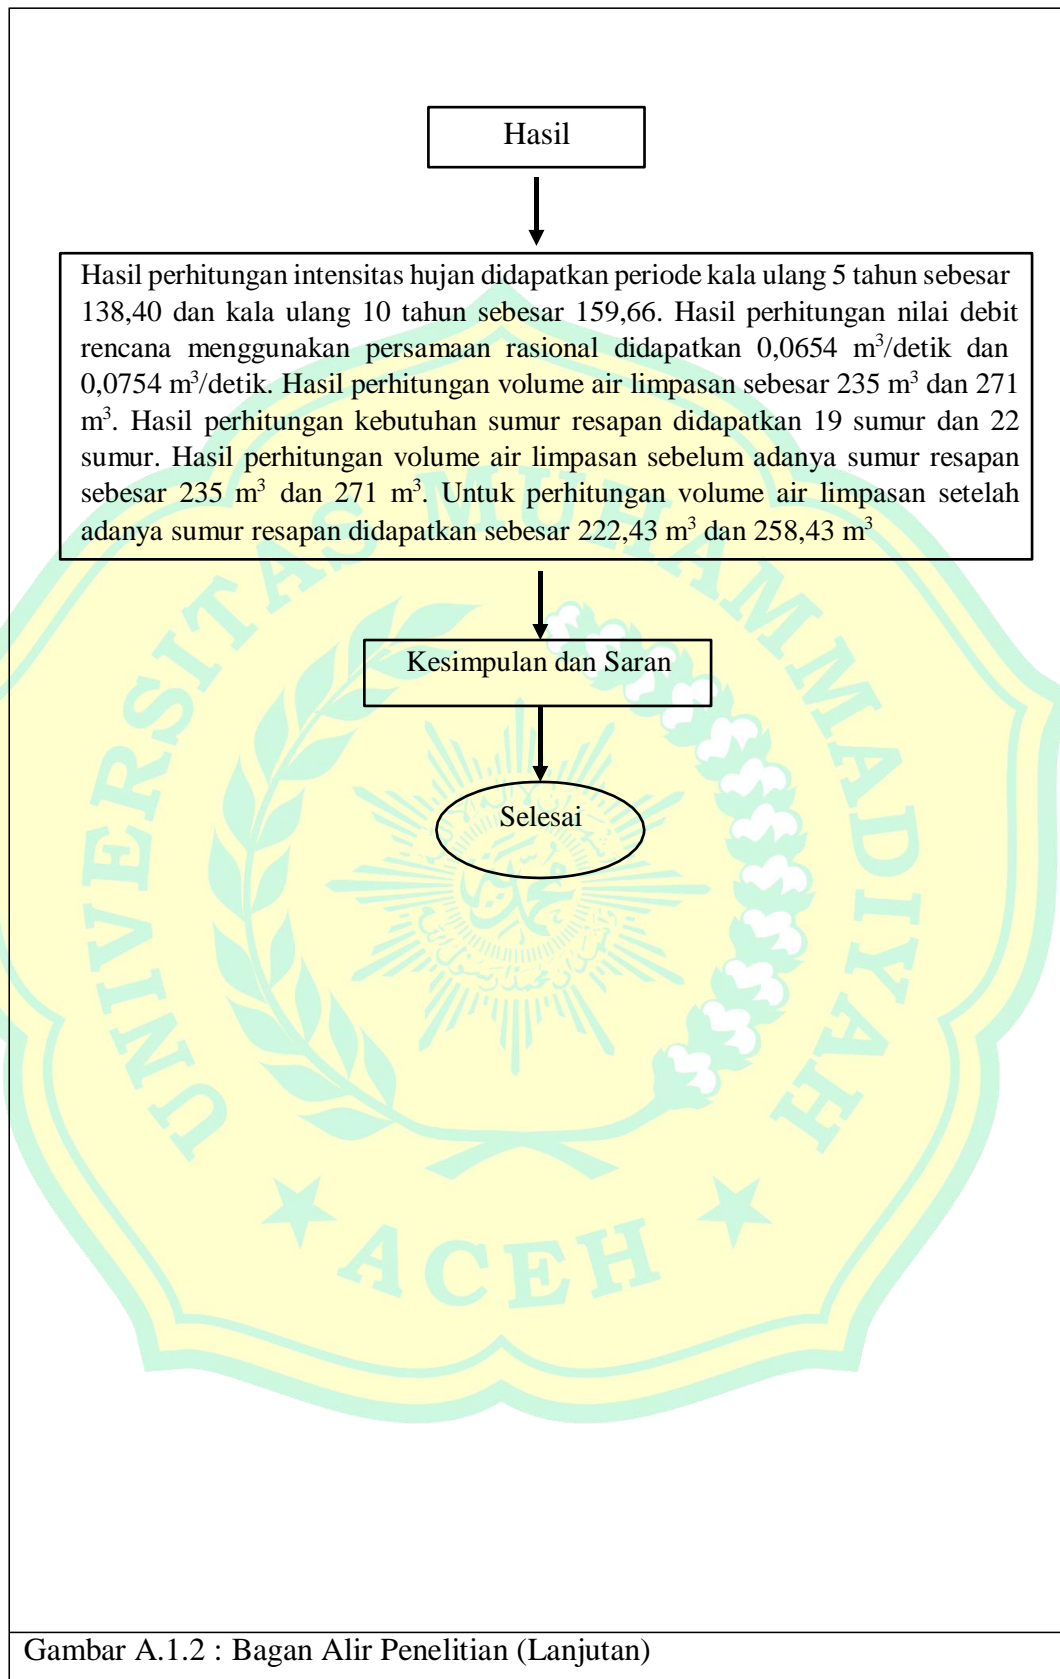 Hasil
Hasil perhitungan intensitas hujan didapatkan periode kala ulang 5 tahun sebesar
138,40 dan kala ulang 10 tahun sebesar 159,66. Hasil perhitungan nilai debit
rencana menggunakan persamaan rasional didapatkan 0,0654 m³/detik dan
0,0754 m³/detik. Hasil perhitungan volume air limpasan sebesar 235 m³ dan 271
m³. Hasil perhitungan kebutuhan sumur resapan didapatkan 19 sumur dan 22
sumur. Hasil perhitungan volume air limpasan sebelum adanya sumur resapan
sebesar 235 m³ dan 271 m³. Untuk perhitungan volume air limpasan setelah
adanya sumur resapan didapatkan sebesar 222,43 m³ dan 258,43 m³
Kesimpulan dan Saran
Selesai
UNIVERSITAS MUHAMMADIYAH
ACEH
Gambar A.1.2 : Bagan Alir Penelitian (Lanjutan)